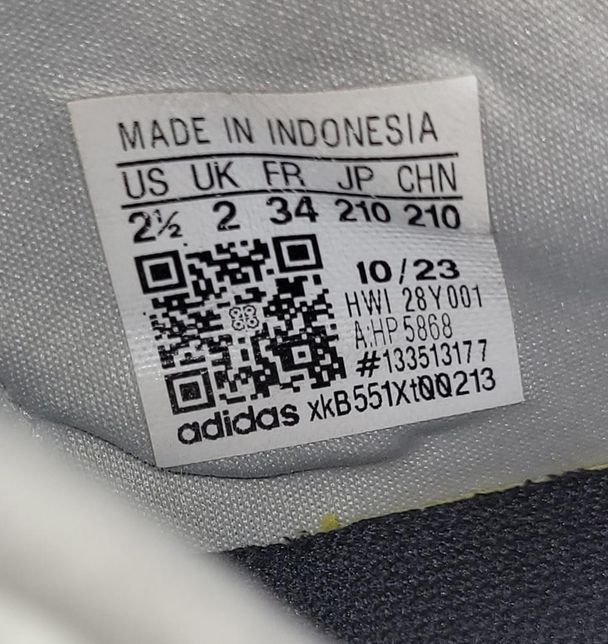 MADE IN INDONESIA
US UK FR JP CHN
2½ 2 34 210 210
10/23
HWI 28Y001
A:HP5868
#133513177
adidas xkB551Xt00213